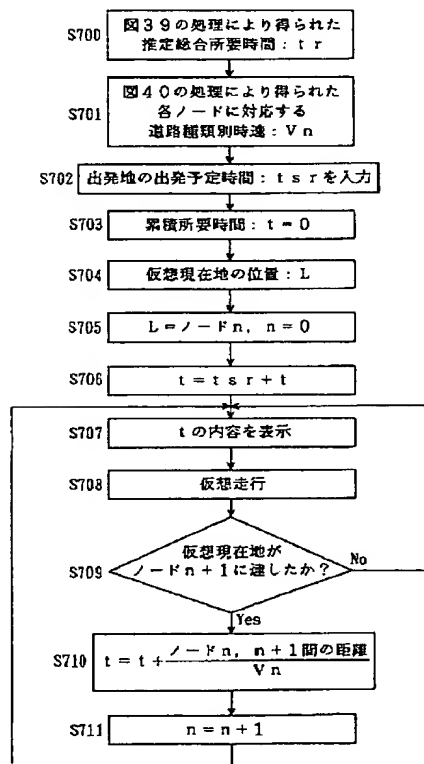 S700
図39の処理により得られた
推定総合所要時間：tr
S701
図40の処理により得られた
各ノードに対応する
道路種類別時速：Vn
S702 出発地の出発予定時間：tsrを入力
S703 累積所要時間：t=0
S704 仮想現在地の位置：L
S705 L=ノードn，n=0
S706 t=tsr+t
S707 tの内容を表示
S708 仮想走行
S709
仮想現在地が
ノードn+1に達したか？
No
Yes
S710 t=t+ノードn，n+1間の距離
Vn
S711 n=n+1